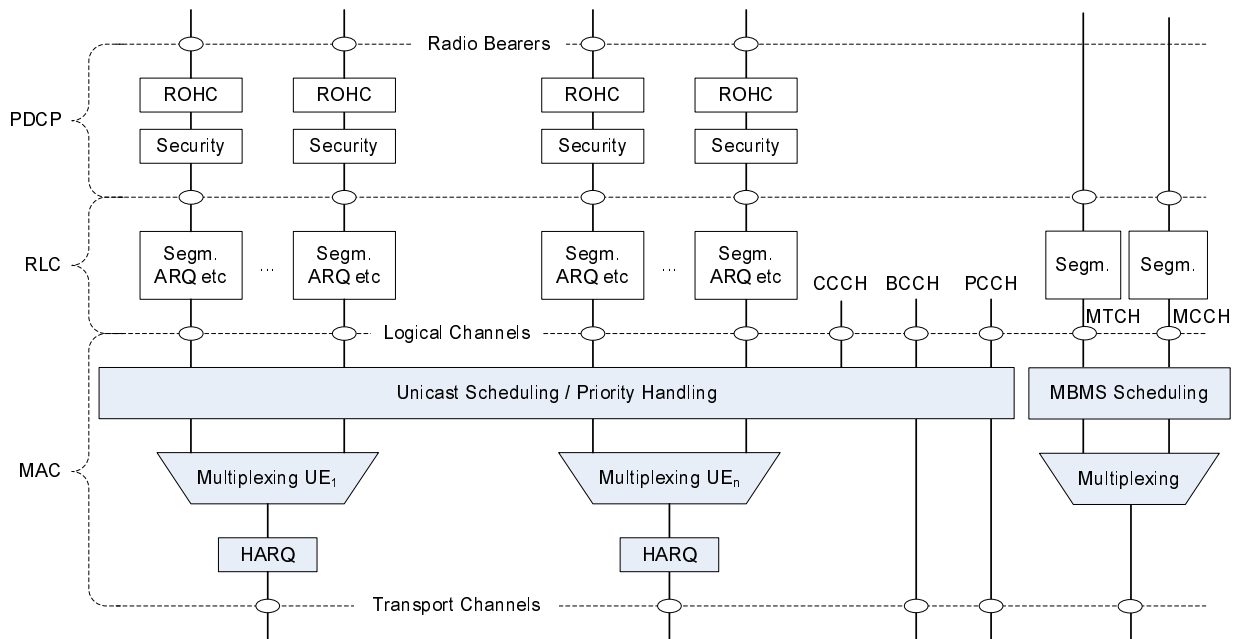 Radio Bearers
ROHC ROHC ROHC ROHC
PDCP
Security Security Security Security
Segm. ARQ etc ... Segm. ARQ etc Segm. ARQ etc ... Segm. ARQ etc Segm. Segm.
RLC
CCCH BCCH PCCH
MTCH MCCH
Logical Channels
Unicast Scheduling / Priority Handling MBMS Scheduling
MAC
Multiplexing UE₁ Multiplexing UEₙ Multiplexing
HARQ HARQ
Transport Channels